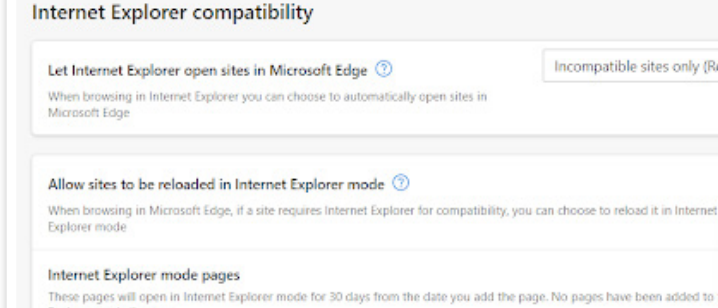 Internet Explorer compatibility
Let Internet Explorer open sites in Microsoft Edge
Incompatible sites only (Re
When browsing in Internet Explorer you can choose to automatically open sites in
Microsoft Edge
Allow sites to be reloaded in Internet Explorer mode
When browsing in Microsoft Edge, if a site requires Internet Explorer for compatibility, you can choose to reload it in Internet
Explorer mode
Internet Explorer mode pages
These pages will open in Internet Explorer mode for 30 days from the date you add the page. No pages have been added to